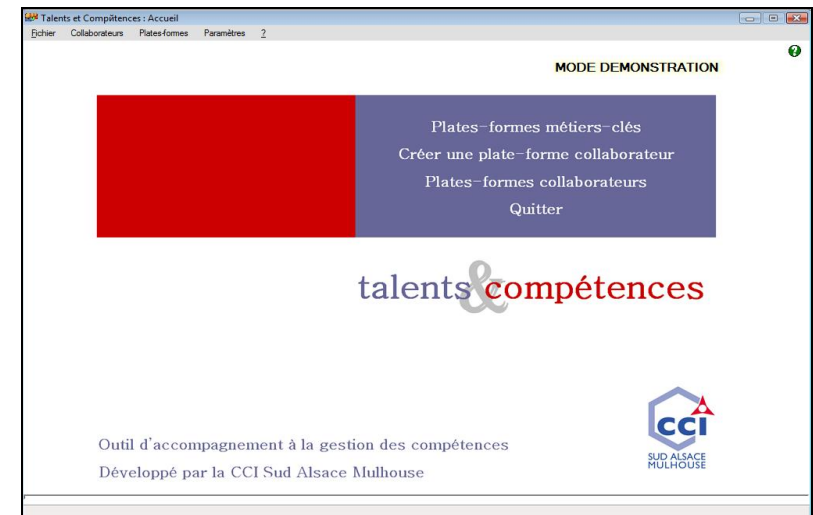 Talents et Compétences : Accueil
Fichier Collaborateurs Plates-formes Paramètres ?
MODE DEMONSTRATION
Plates-formes métiers-clés
Créer une plate-forme collaborateur
Plates-formes collaborateurs
Quitter
talents & compétences
cci
SUD ALSACE
MULHOUSE
Outil d'accompagnement à la gestion des compétences
Développé par la CCI Sud Alsace Mulhouse